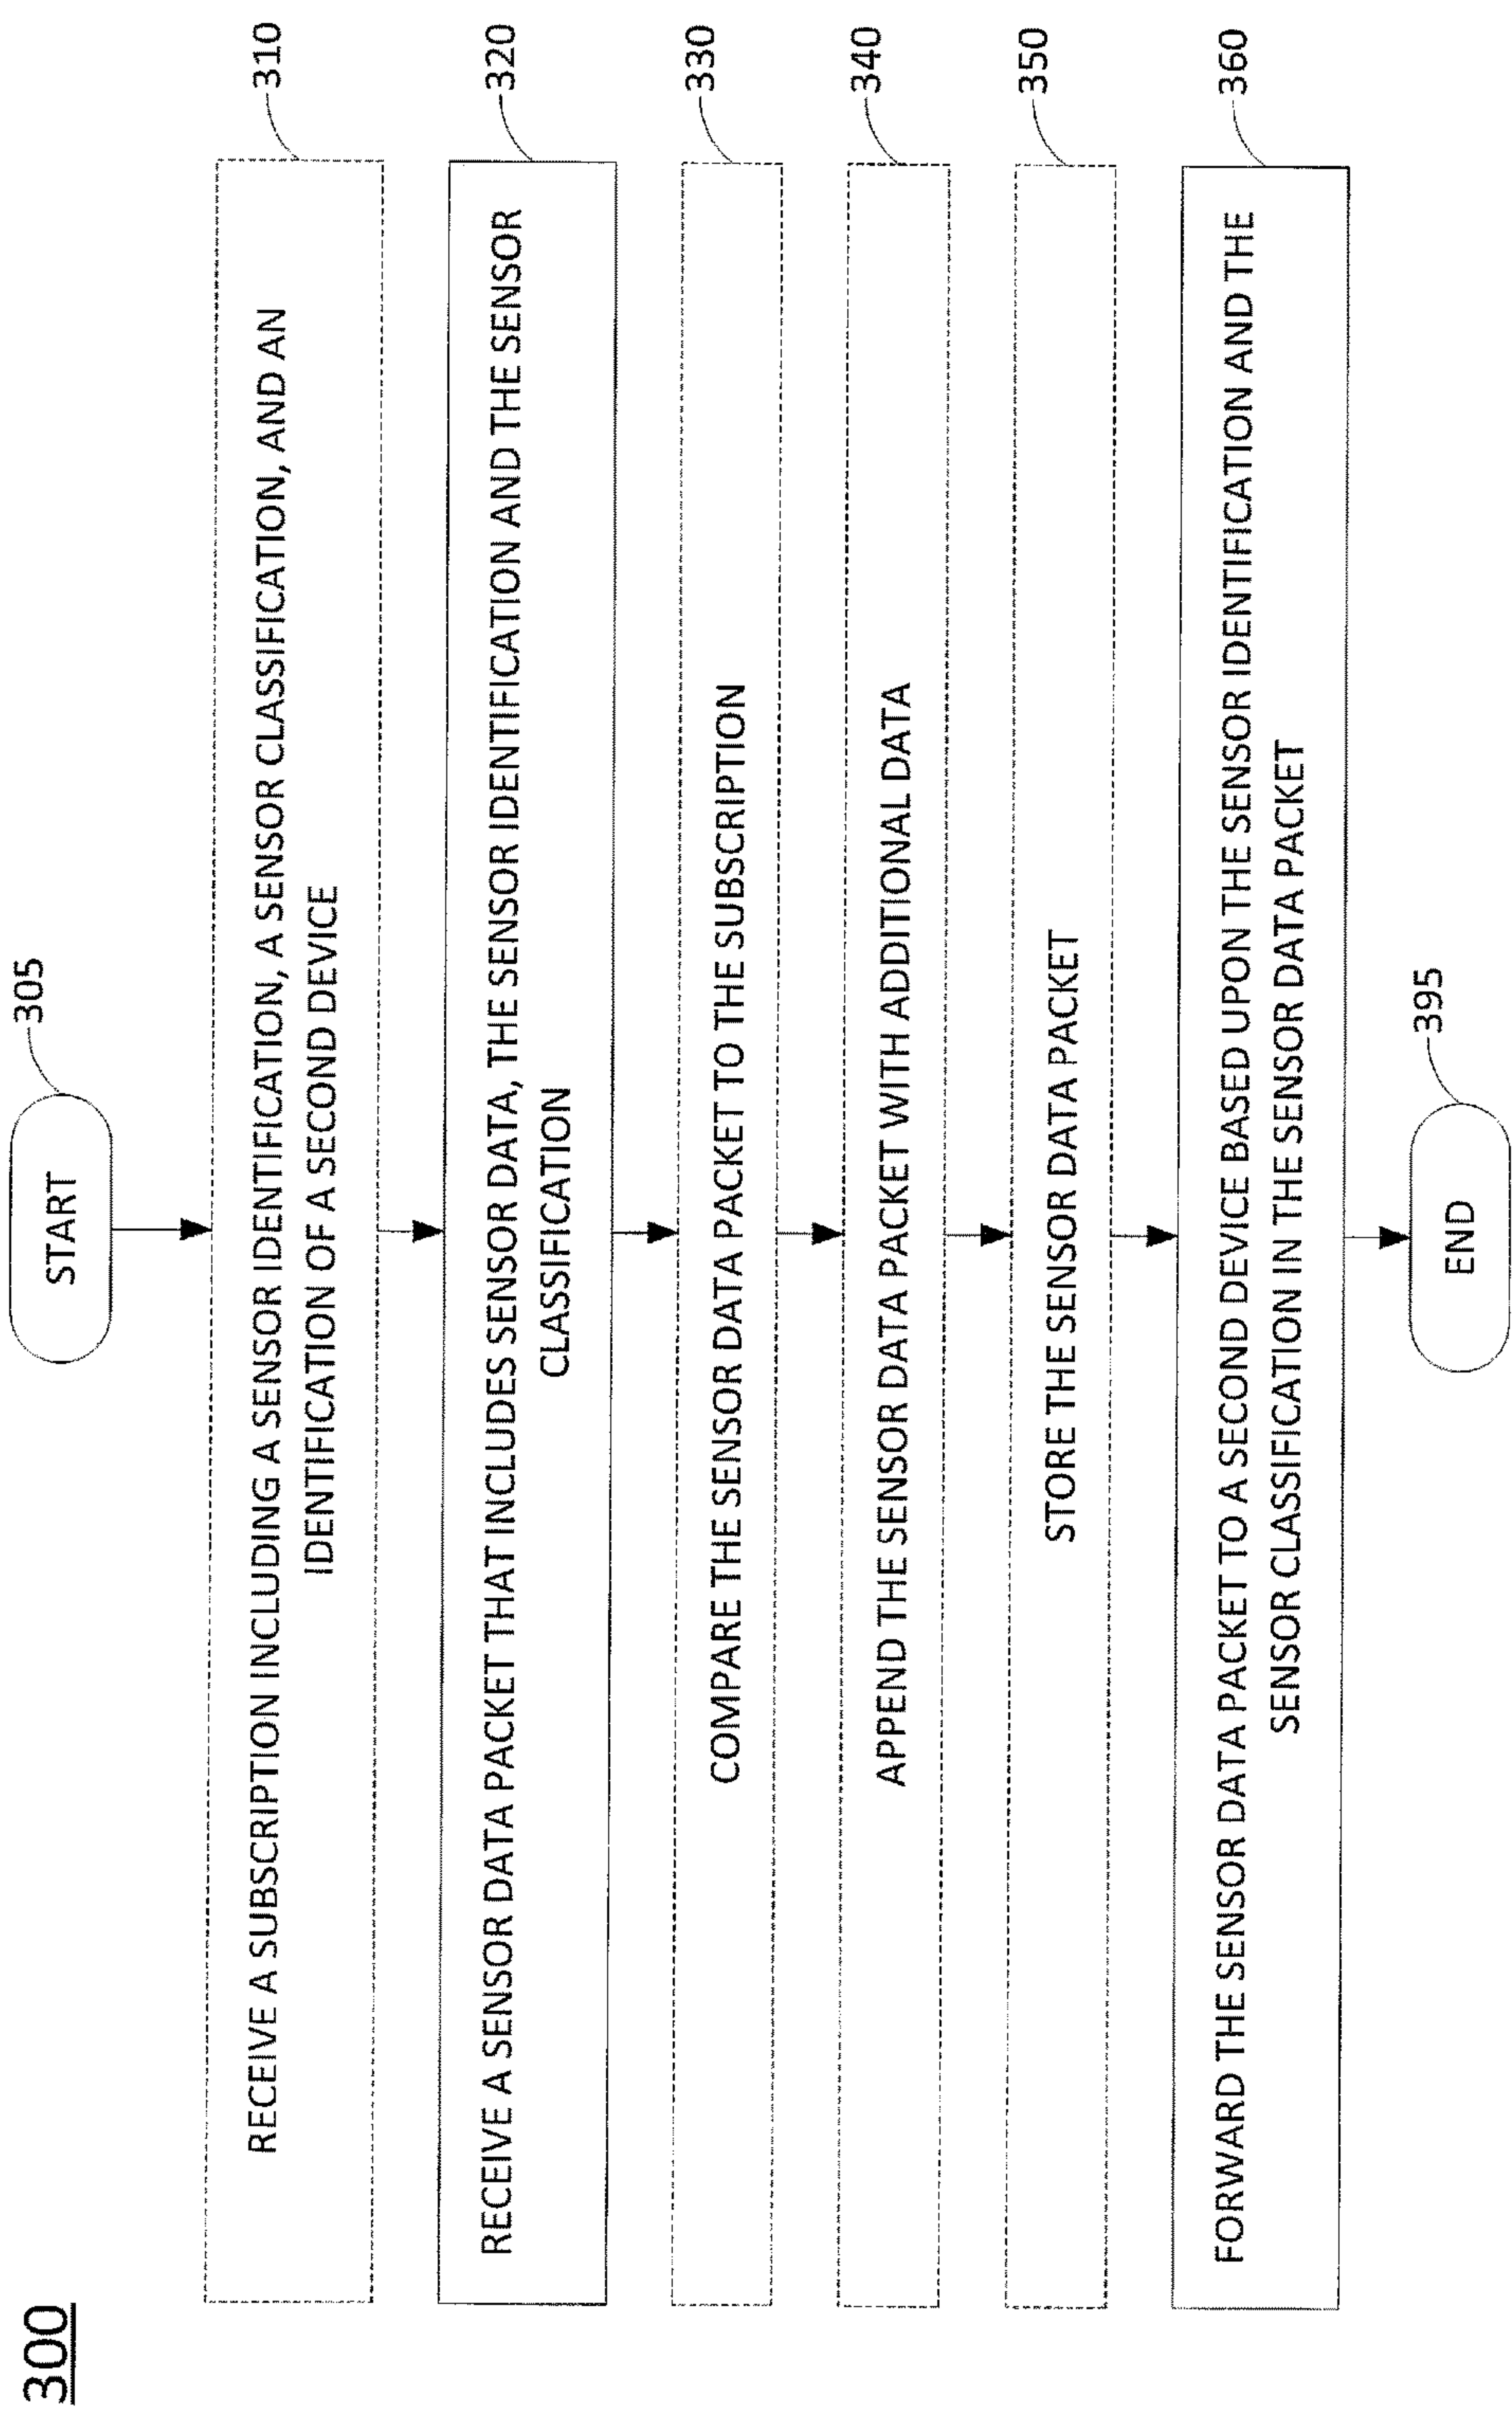 300
START
305
RECEIVE A SUBSCRIPTION INCLUDING A SENSOR IDENTIFICATION, A SENSOR CLASSIFICATION, AND AN
IDENTIFICATION OF A SECOND DEVICE
310
RECEIVE A SENSOR DATA PACKET THAT INCLUDES SENSOR DATA, THE SENSOR IDENTIFICATION AND THE SENSOR
CLASSIFICATION
320
COMPARE THE SENSOR DATA PACKET TO THE SUBSCRIPTION
330
APPEND THE SENSOR DATA PACKET WITH ADDITIONAL DATA
340
STORE THE SENSOR DATA PACKET
350
FORWARD THE SENSOR DATA PACKET TO A SECOND DEVICE BASED UPON THE SENSOR IDENTIFICATION AND THE
SENSOR CLASSIFICATION IN THE SENSOR DATA PACKET
360
END
395